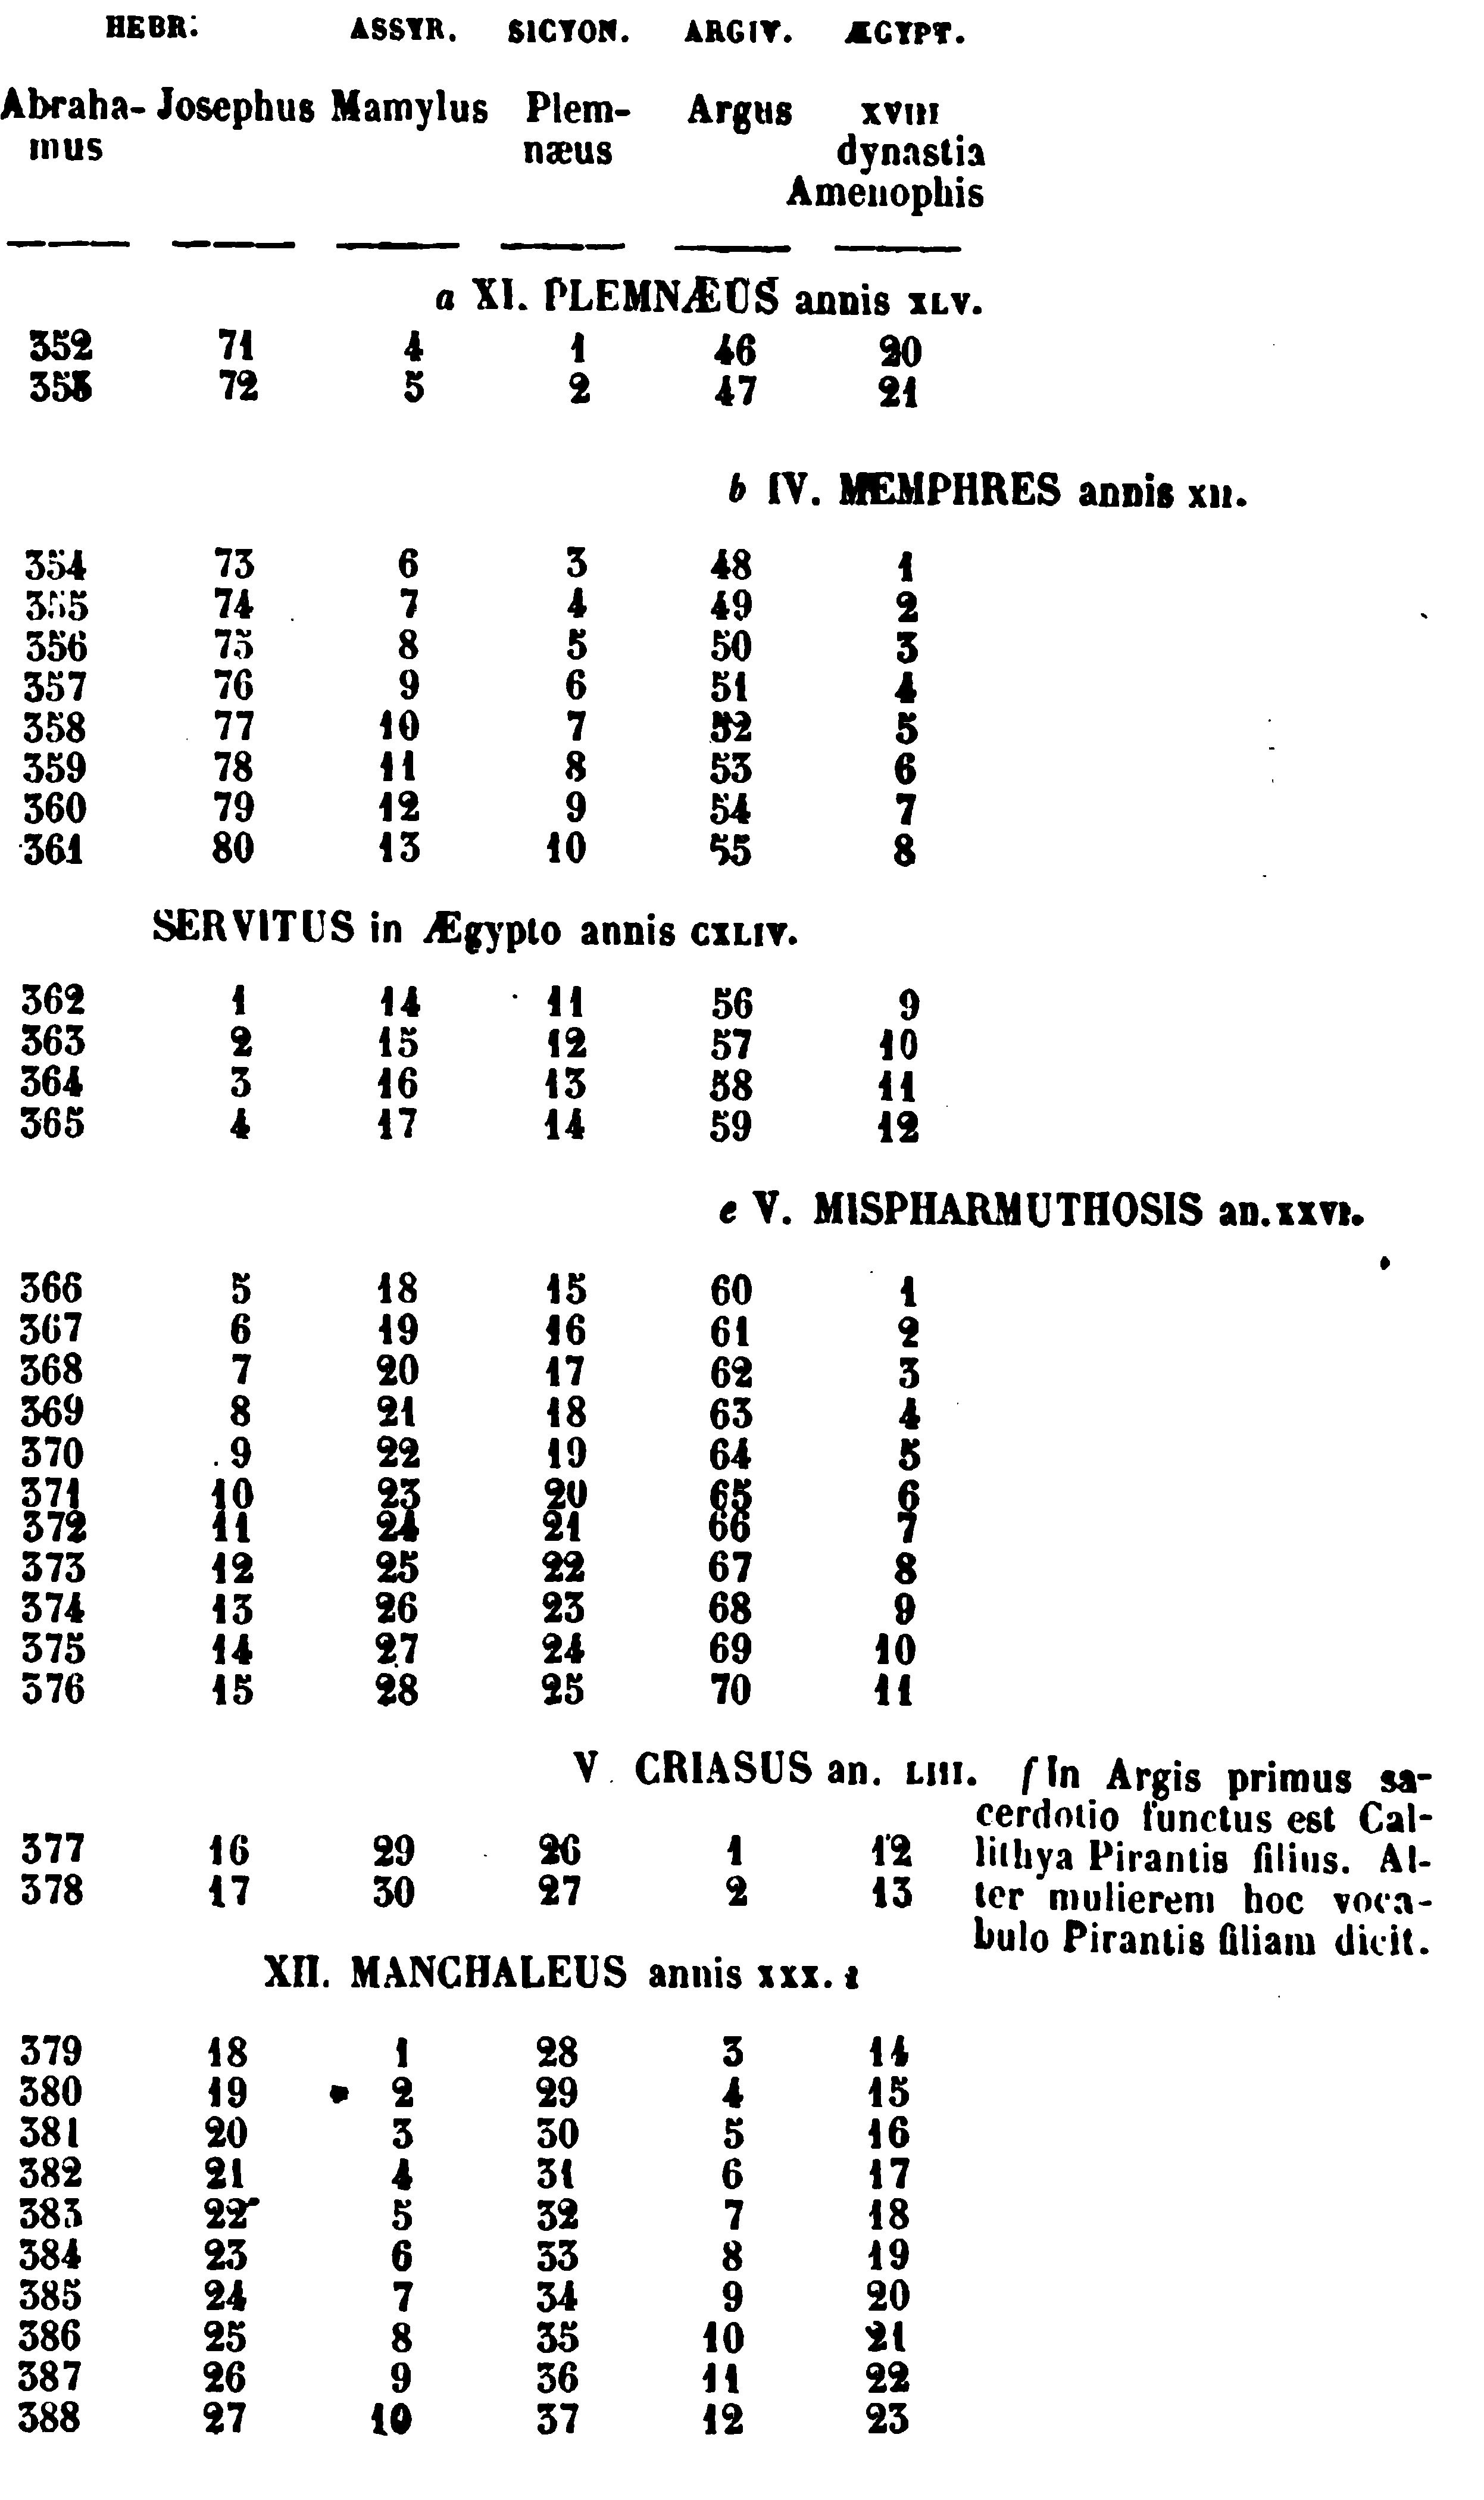 HEBR. ASSYR. SICYON. ARGIV. ÆGYPT.
Abraha- Josephus Mamylus Plem- Argus XVIII
mus næus dynastia
Amenophis
a XI. PLEMNÆUS annis XLV.
352 71 4 1 46 20
353 72 5 2 47 21
b IV. MEMPHRES annis XII.
354 73 6 3 48 1
355 74 7 4 49 2
356 75 8 5 50 3
357 76 9 6 51 4
358 77 10 7 52 5
359 78 11 8 53 6
360 79 12 9 54 7
361 80 13 10 55 8
SERVITUS in Ægypto annis CXLIV.
362 1 14 11 56 9
363 2 15 12 57 10
364 3 16 13 58 11
365 4 17 14 59 12
e V. MISPHARMUTHOSIS an. XXVI.
366 5 18 15 60 1
367 6 19 16 61 2
368 7 20 17 62 3
369 8 21 18 63 4
370 9 22 19 64 5
371 10 23 20 65 6
372 11 24 21 66 7
373 12 25 22 67 8
374 13 26 23 68 9
375 14 27 24 69 10
376 15 28 25 70 11
V. CRIASUS an. LIII. f In Argis primus sa-
cerdotio functus est Cal-
377 16 29 26 1 12 lithya Pirantis filius. Al-
378 17 30 27 2 13 ter mulierem hoc voca-
bulo Pirantis filiam dicit.
XII. MANCHALEUS annis XXX.
379 18 1 28 3 14
380 19 2 29 4 15
381 20 3 30 5 16
382 21 4 31 6 17
383 22 5 32 7 18
384 23 6 33 8 19
385 24 7 34 9 20
386 25 8 35 10 21
387 26 9 36 11 22
388 27 10 37 12 23